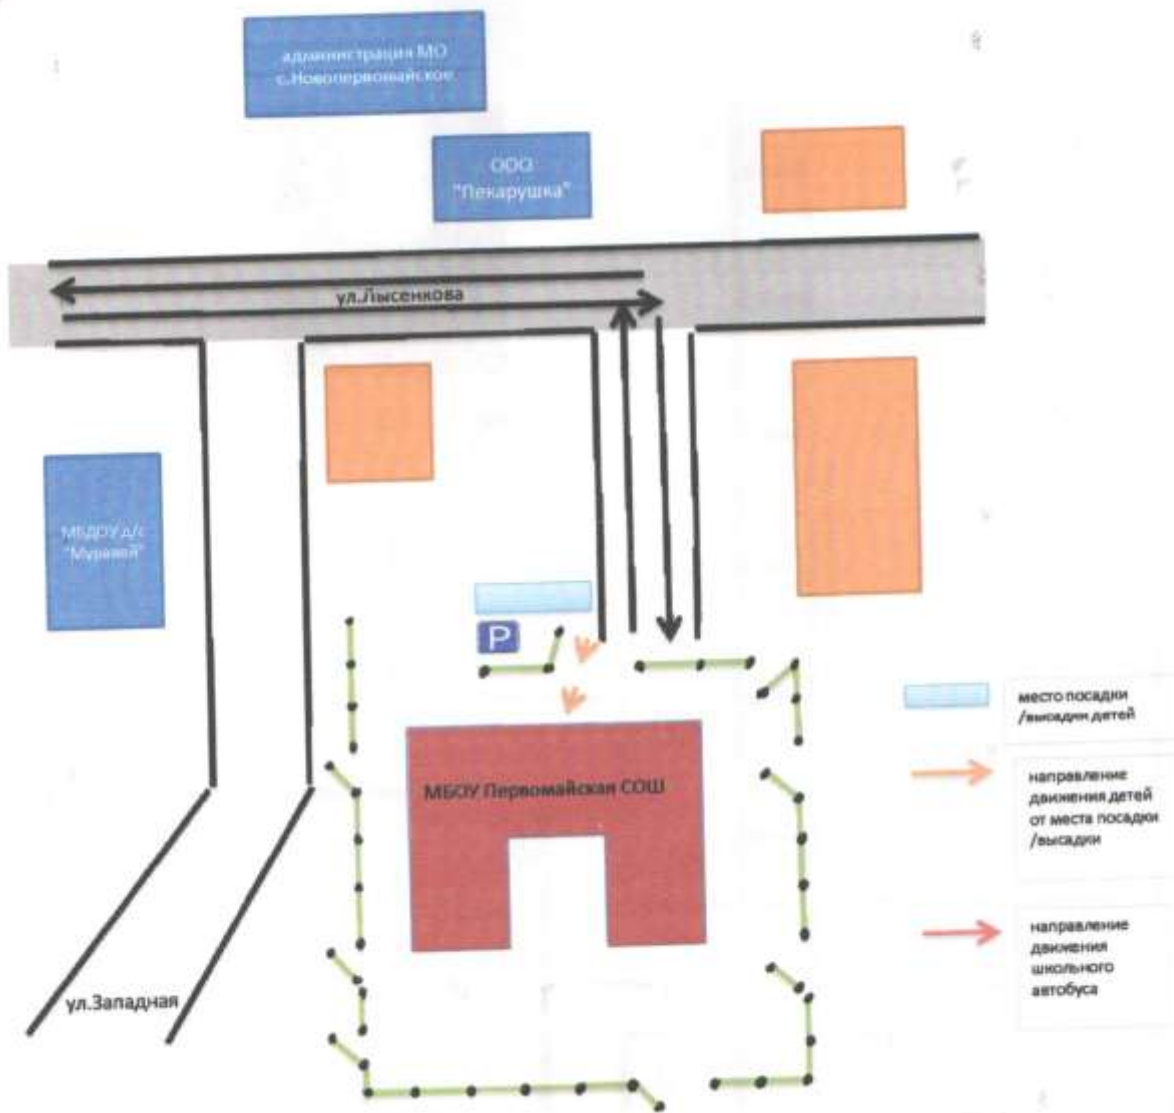 администрация МО
с.Новопервомайское
ООО
"Пекарушка"
ул.Лысенкова
МБДОУ д/с
"Муравей"
P
МБОУ Первомайская СОШ
ул.Западная
место посадки
/высадки детей
направление
движения детей
от места посадки
/высадки
направление
движения
школьного
автобуса